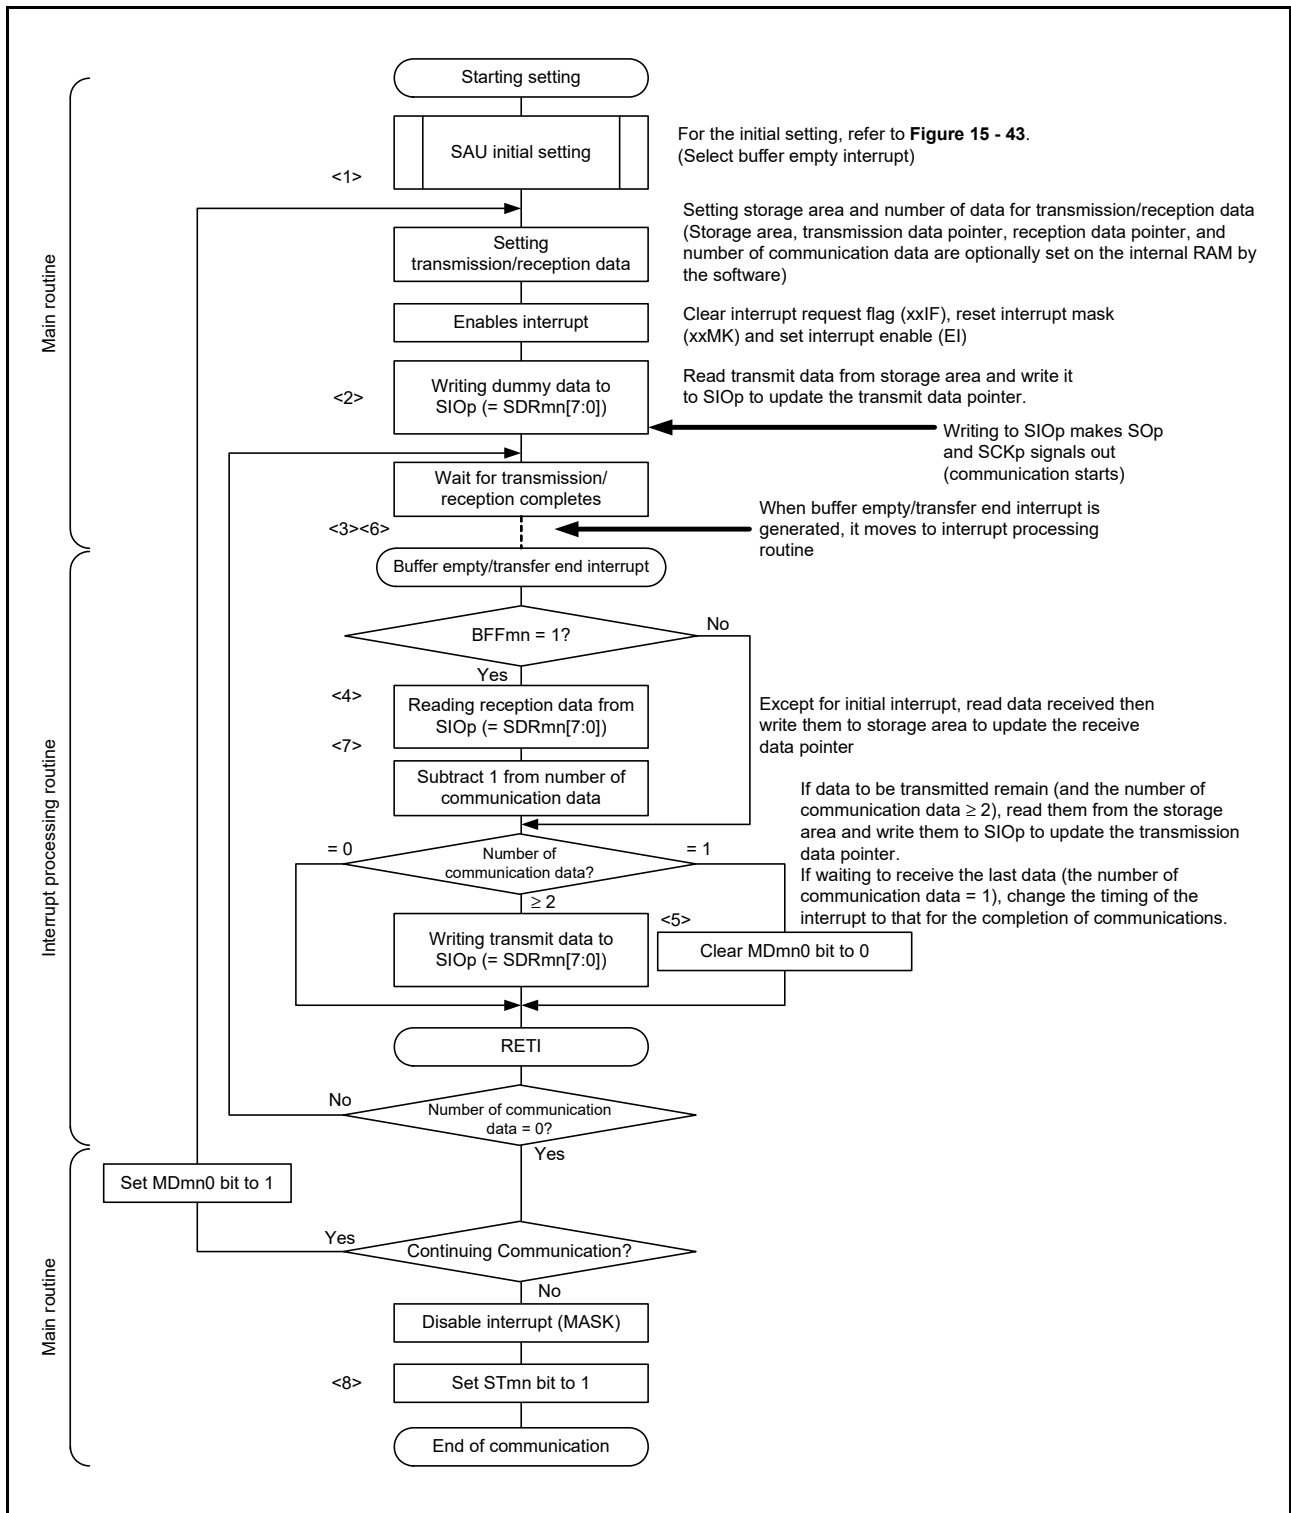 Starting setting
SAU initial setting
For the initial setting, refer to Figure 15 - 43.
(Select buffer empty interrupt)
<1>
Setting
transmission/reception data
Setting storage area and number of data for transmission/reception data
(Storage area, transmission data pointer, reception data pointer, and
number of communication data are optionally set on the internal RAM by
the software)
Main routine
Enables interrupt
Clear interrupt request flag (xxIF), reset interrupt mask
(xxMK) and set interrupt enable (EI)
<2>
Writing dummy data to
SIOp (= SDRmn[7:0])
Read transmit data from storage area and write it
to SIOp to update the transmit data pointer.
Writing to SIOp makes SOp
and SCKp signals out
(communication starts)
Wait for transmission/
reception completes
<3><6>
When buffer empty/transfer end interrupt is
generated, it moves to interrupt processing
routine
Buffer empty/transfer end interrupt
BFFmn = 1?
No
Yes
<4>
Reading reception data from
SIOp (= SDRmn[7:0])
<7>
Except for initial interrupt, read data received then
write them to storage area to update the receive
data pointer
Subtract 1 from number of
communication data
Interrupt processing routine
If data to be transmitted remain (and the number of
communication data ≥ 2), read them from the storage
area and write them to SIOp to update the transmission
data pointer.
If waiting to receive the last data (the number of
communication data = 1), change the timing of the
interrupt to that for the completion of communications.
= 0
Number of
communication data?
= 1
≥ 2
<5>
Writing transmit data to
SIOp (= SDRmn[7:0])
Clear MDmn0 bit to 0
RETI
No
Number of communication
data = 0?
Yes
Set MDmn0 bit to 1
Yes
Continuing Communication?
No
Main routine
Disable interrupt (MASK)
<8>
Set STmn bit to 1
End of communication